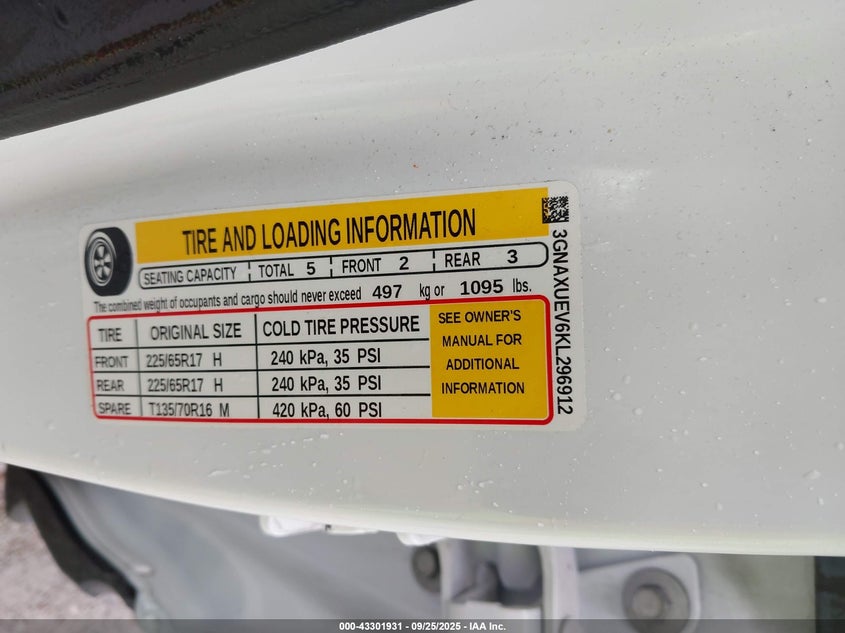 TIRE AND LOADING INFORMATION
SEATING CAPACITY TOTAL 5 FRONT 2 REAR 3
The combined weight of occupants and cargo should never exceed 497 kg or 1095 lbs.
TIRE ORIGINAL SIZE COLD TIRE PRESSURE
FRONT 225/65R17 H 240 kPa, 35 PSI
REAR 225/65R17 H 240 kPa, 35 PSI
SPARE T135/70R16 M 420 kPa, 60 PSI
SEE OWNER'S
MANUAL FOR
ADDITIONAL
INFORMATION
3GNAXUEV6KL296912
000-43301931 - 09/25/2025 - IAA Inc.